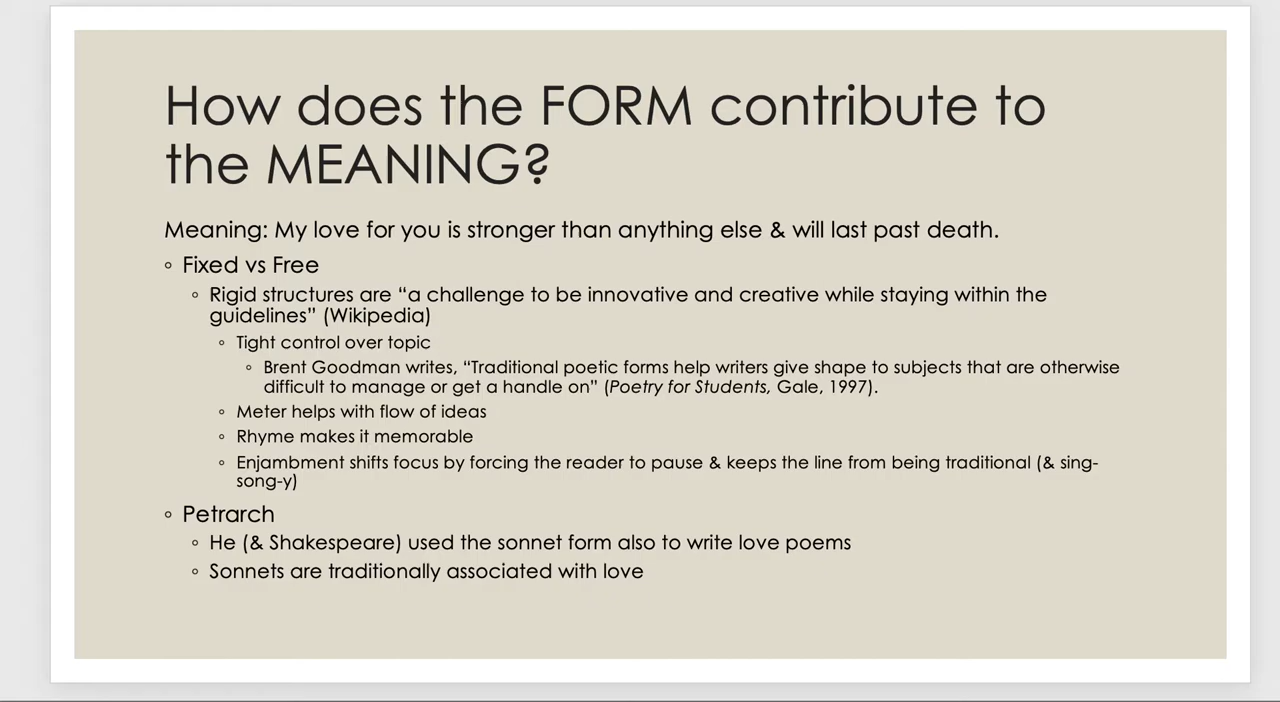 How does the FORM contribute to
the MEANING?
Meaning: My love for you is stronger than anything else & will last past death.
◦ Fixed vs Free
◦ Rigid structures are “a challenge to be innovative and creative while staying within the
guidelines” (Wikipedia)
◦ Tight control over topic
◦ Brent Goodman writes, “Traditional poetic forms help writers give shape to subjects that are otherwise
difficult to manage or get a handle on” (Poetry for Students, Gale, 1997).
◦ Meter helps with flow of ideas
◦ Rhyme makes it memorable
◦ Enjambment shifts focus by forcing the reader to pause & keeps the line from being traditional (& sing-
song-y)
◦ Petrarch
◦ He (& Shakespeare) used the sonnet form also to write love poems
◦ Sonnets are traditionally associated with love